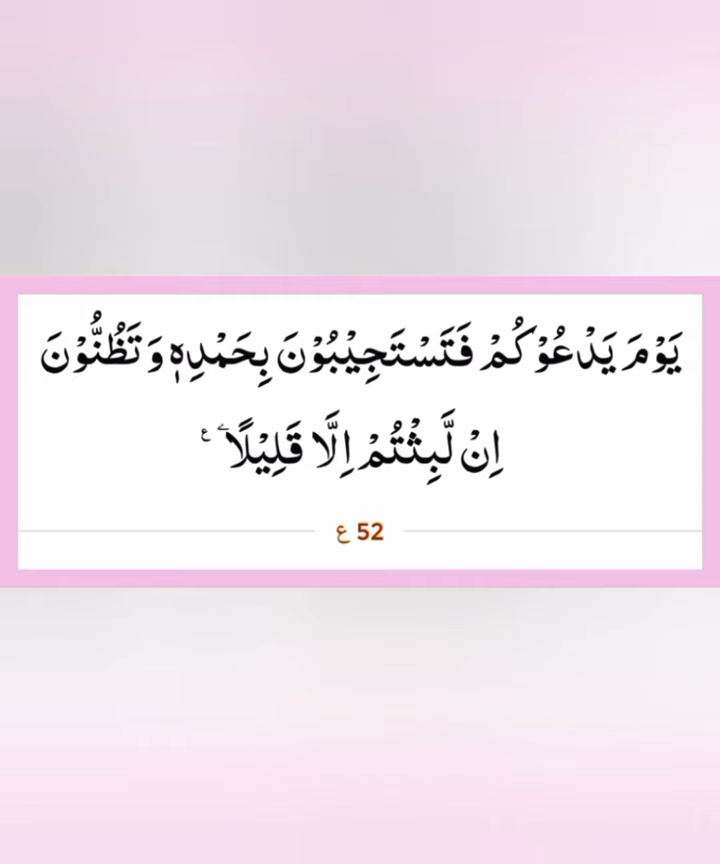 يَوْمَ يَدْعُوْكُمْ فَتَسْتَجِيْبُوْنَ بِحَمْدِهٖ وَ تَظُنُّوْنَ
اِنْ لَّبِثْتُمْ اِلَّا قَلِيْلًا۠ ع
52 ع